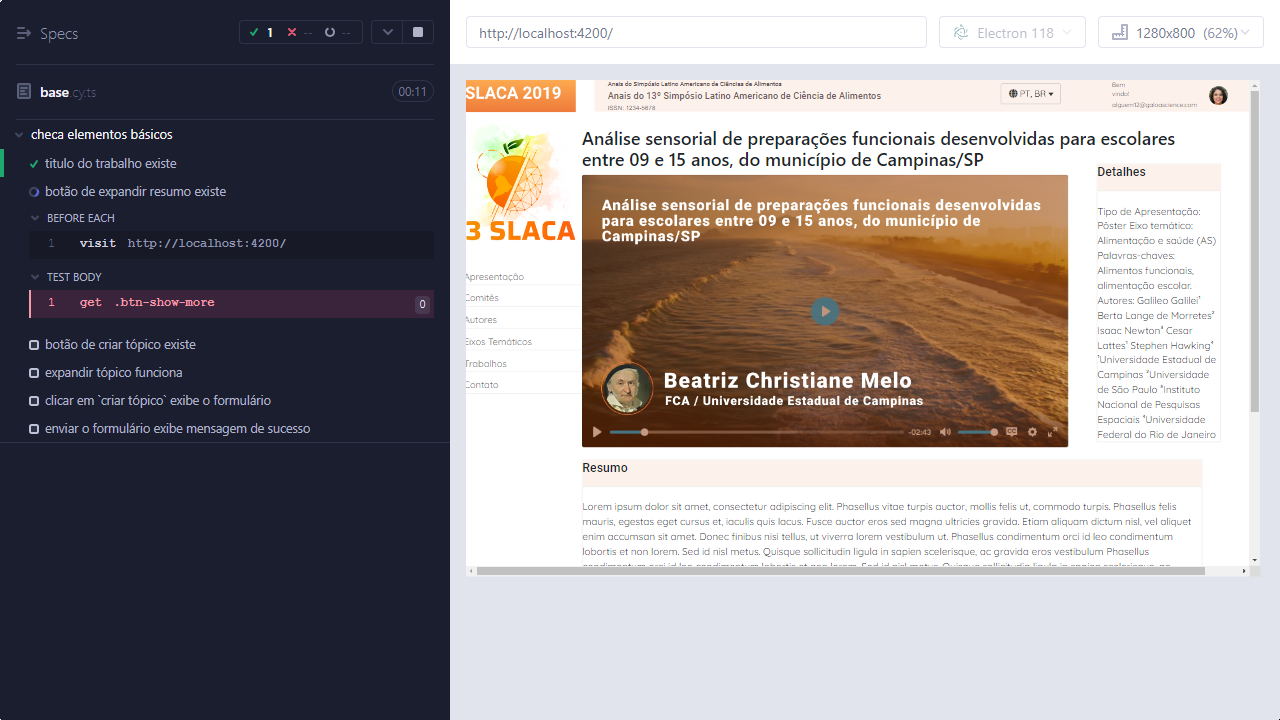 Specs
1
--
--
base.cy.ts
00:11
checa elementos básicos
titulo do trabalho existe
botão de expandir resumo existe
BEFORE EACH
1 visit http://localhost:4200/
TEST BODY
1 get .btn-show-more 0
botão de criar tópico existe
expandir tópico funciona
clicar em `criar tópico` exibe o formulário
enviar o formulário exibe mensagem de sucesso
http://localhost:4200/
Electron 118
1280x800 (62%)
SLACA 2019
Anais do Simpósio Latino Americano de Ciências de Alimentos
Anais do 13º Simpósio Latino Americano de Ciência de Alimentos
ISSN: 1234-5678
PT, BR
Bem
vindo!
alguem12@galoascience.com
3 SLACA
Apresentação
Comitês
Autores
Eixos Temáticos
Trabalhos
Contato
Análise sensorial de preparações funcionais desenvolvidas para escolares
entre 09 e 15 anos, do município de Campinas/SP
Análise sensorial de preparações funcionais desenvolvidas
para escolares entre 09 e 15 anos, do município de
Campinas/SP
Beatriz Christiane Melo
FCA / Universidade Estadual de Campinas
-02:43
Detalhes
Tipo de Apresentação:
Pôster Eixo temático:
Alimentação e saúde (AS)
Palavras-chaves:
Alimentos funcionais,
alimentação escolar.
Autores: Galileo Galilei¹
Berta Lange de Morretes²
Isaac Newton³ Cesar
Lattes¹ Stephen Hawking⁴
¹Universidade Estadual de
Campinas ²Universidade
de São Paulo ³Instituto
Nacional de Pesquisas
Espaciais ⁴Universidade
Federal do Rio de Janeiro
Resumo
Lorem ipsum dolor sit amet, consectetur adipiscing elit. Phasellus vitae turpis auctor, mollis felis ut, commodo turpis. Phasellus felis
mauris, egestas eget cursus et, iaculis quis lacus. Fusce auctor eros sed magna ultricies gravida. Etiam aliquam dictum nisl, vel aliquet
enim accumsan sit amet. Donec finibus nisi tellus, ut viverra lorem vestibulum ut. Phasellus condimentum orci id leo condimentum
lobortis et non lorem. Sed id nisl metus. Quisque sollicitudin ligula in sapien scelerisque, ac gravida eros vestibulum Phasellus